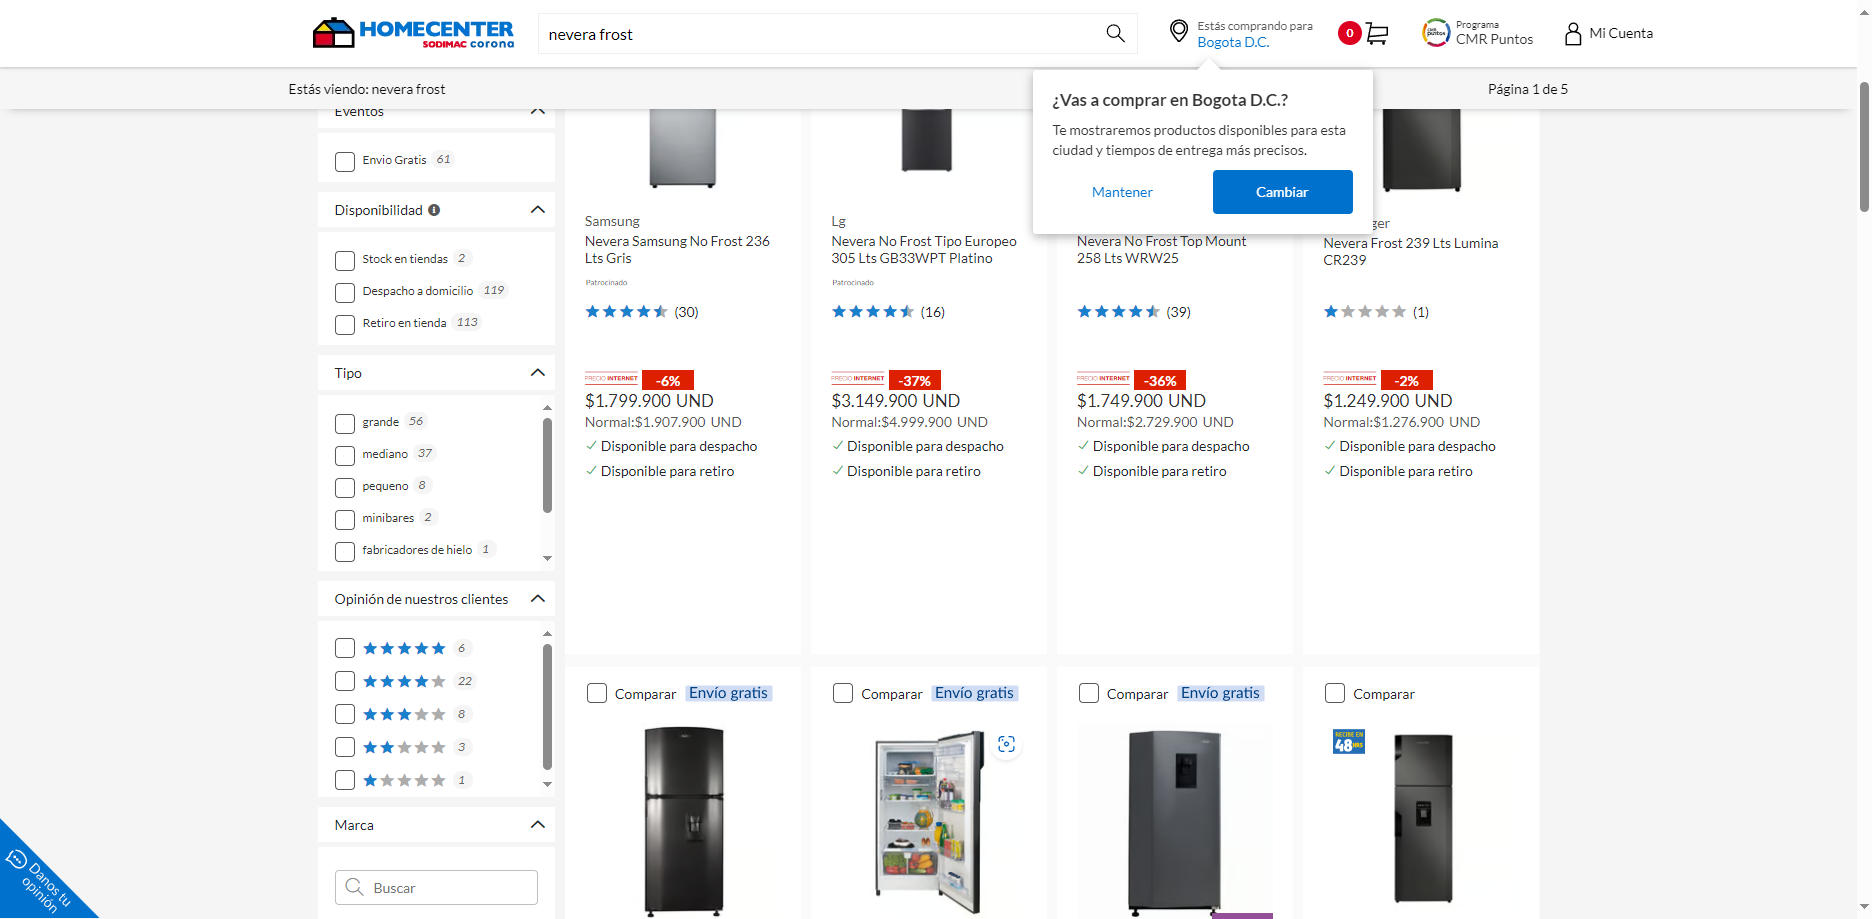 HOMECENTER
SODIMAC corona
nevera frost
Estás comprando para
Bogota D.C.
0
Programa
CMR Puntos
Mi Cuenta
Estás viendo: nevera frost
Página 1 de 5
¿Vas a comprar en Bogota D.C.?
Te mostraremos productos disponibles para esta
ciudad y tiempos de entrega más precisos.
Mantener
Cambiar
Eventos
Envio Gratis 61
Disponibilidad
Stock en tiendas 2
Despacho a domicilio 119
Retiro en tienda 113
Tipo
grande 56
mediano 37
pequeno 8
minibares 2
fabricadores de hielo 1
Opinión de nuestros clientes
6
22
8
3
1
Marca
Buscar
Danos tu
opinión
Samsung
Nevera Samsung No Frost 236
Lts Gris
Patrocinado
(30)
PRECIO INTERNET -6%
$1.799.900 UND
Normal:$1.907.900 UND
Disponible para despacho
Disponible para retiro
Lg
Nevera No Frost Tipo Europeo
305 Lts GB33WPT Platino
Patrocinado
(16)
PRECIO INTERNET -37%
$3.149.900 UND
Normal:$4.999.900 UND
Disponible para despacho
Disponible para retiro
Nevera No Frost Top Mount
258 Lts WRW25
(39)
PRECIO INTERNET -36%
$1.749.900 UND
Normal:$2.729.900 UND
Disponible para despacho
Disponible para retiro
ger
Nevera Frost 239 Lts Lumina
CR239
(1)
PRECIO INTERNET -2%
$1.249.900 UND
Normal:$1.276.900 UND
Disponible para despacho
Disponible para retiro
Comparar Envío gratis
Comparar Envío gratis
Comparar Envío gratis
Comparar
RECIBE EN
48 HRS